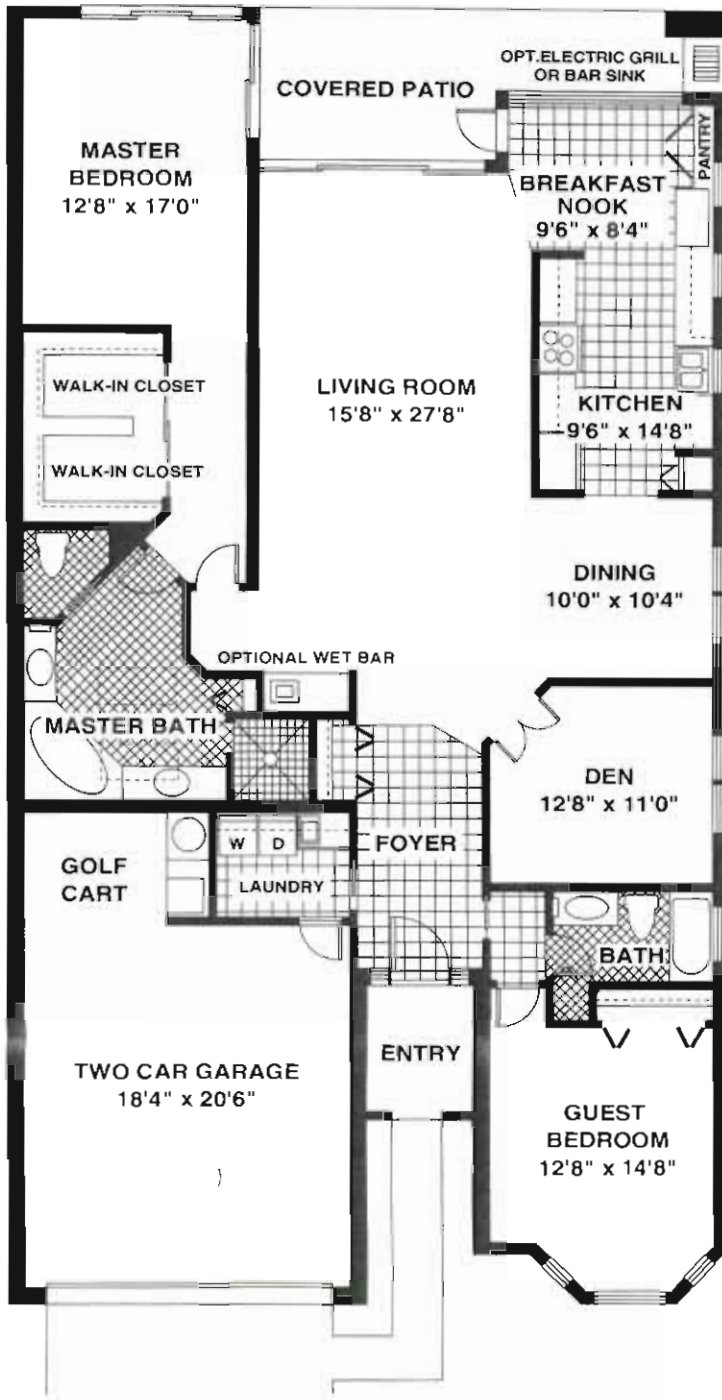 OPT.ELECTRIC GRILL
OR BAR SINK
COVERED PATIO
PANTRY
MASTER
BEDROOM
12'8" x 17'0"
BREAKFAST
NOOK
9'6" x 8'4"
WALK-IN CLOSET
WALK-IN CLOSET
LIVING ROOM
15'8" x 27'8"
KITCHEN
9'6" x 14'8"
DINING
10'0" x 10'4"
OPTIONAL WET BAR
MASTER BATH
DEN
12'8" x 11'0"
GOLF
CART
W D
LAUNDRY
FOYER
BATH
ENTRY
TWO CAR GARAGE
18'4" x 20'6"
GUEST
BEDROOM
12'8" x 14'8"